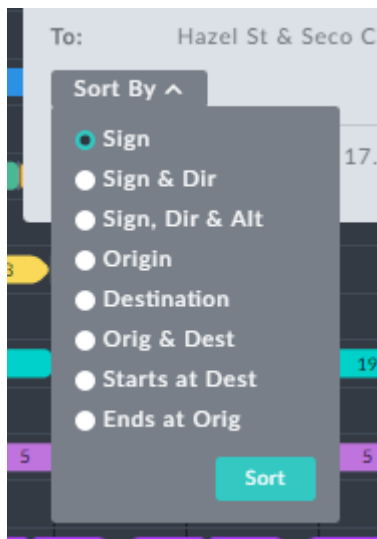 To: Hazel St & Seco C
Sort By
Sign
17.
Sign & Dir
Sign, Dir & Alt
Origin
Destination
Orig & Dest
Starts at Dest
19
Ends at Orig
5
5
Sort